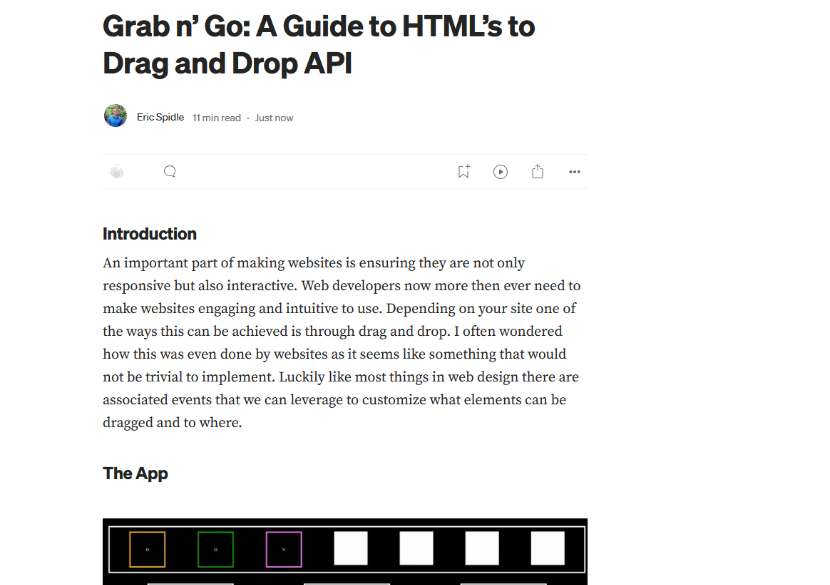 Grab n’ Go: A Guide to HTML’s to
Drag and Drop API
Eric Spidle 11 min read · Just now
Introduction
An important part of making websites is ensuring they are not only
responsive but also interactive. Web developers now more then ever need to
make websites engaging and intuitive to use. Depending on your site one of
the ways this can be achieved is through drag and drop. I often wondered
how this was even done by websites as it seems like something that would
not be trivial to implement. Luckily like most things in web design there are
associated events that we can leverage to customize what elements can be
dragged and to where.
The App